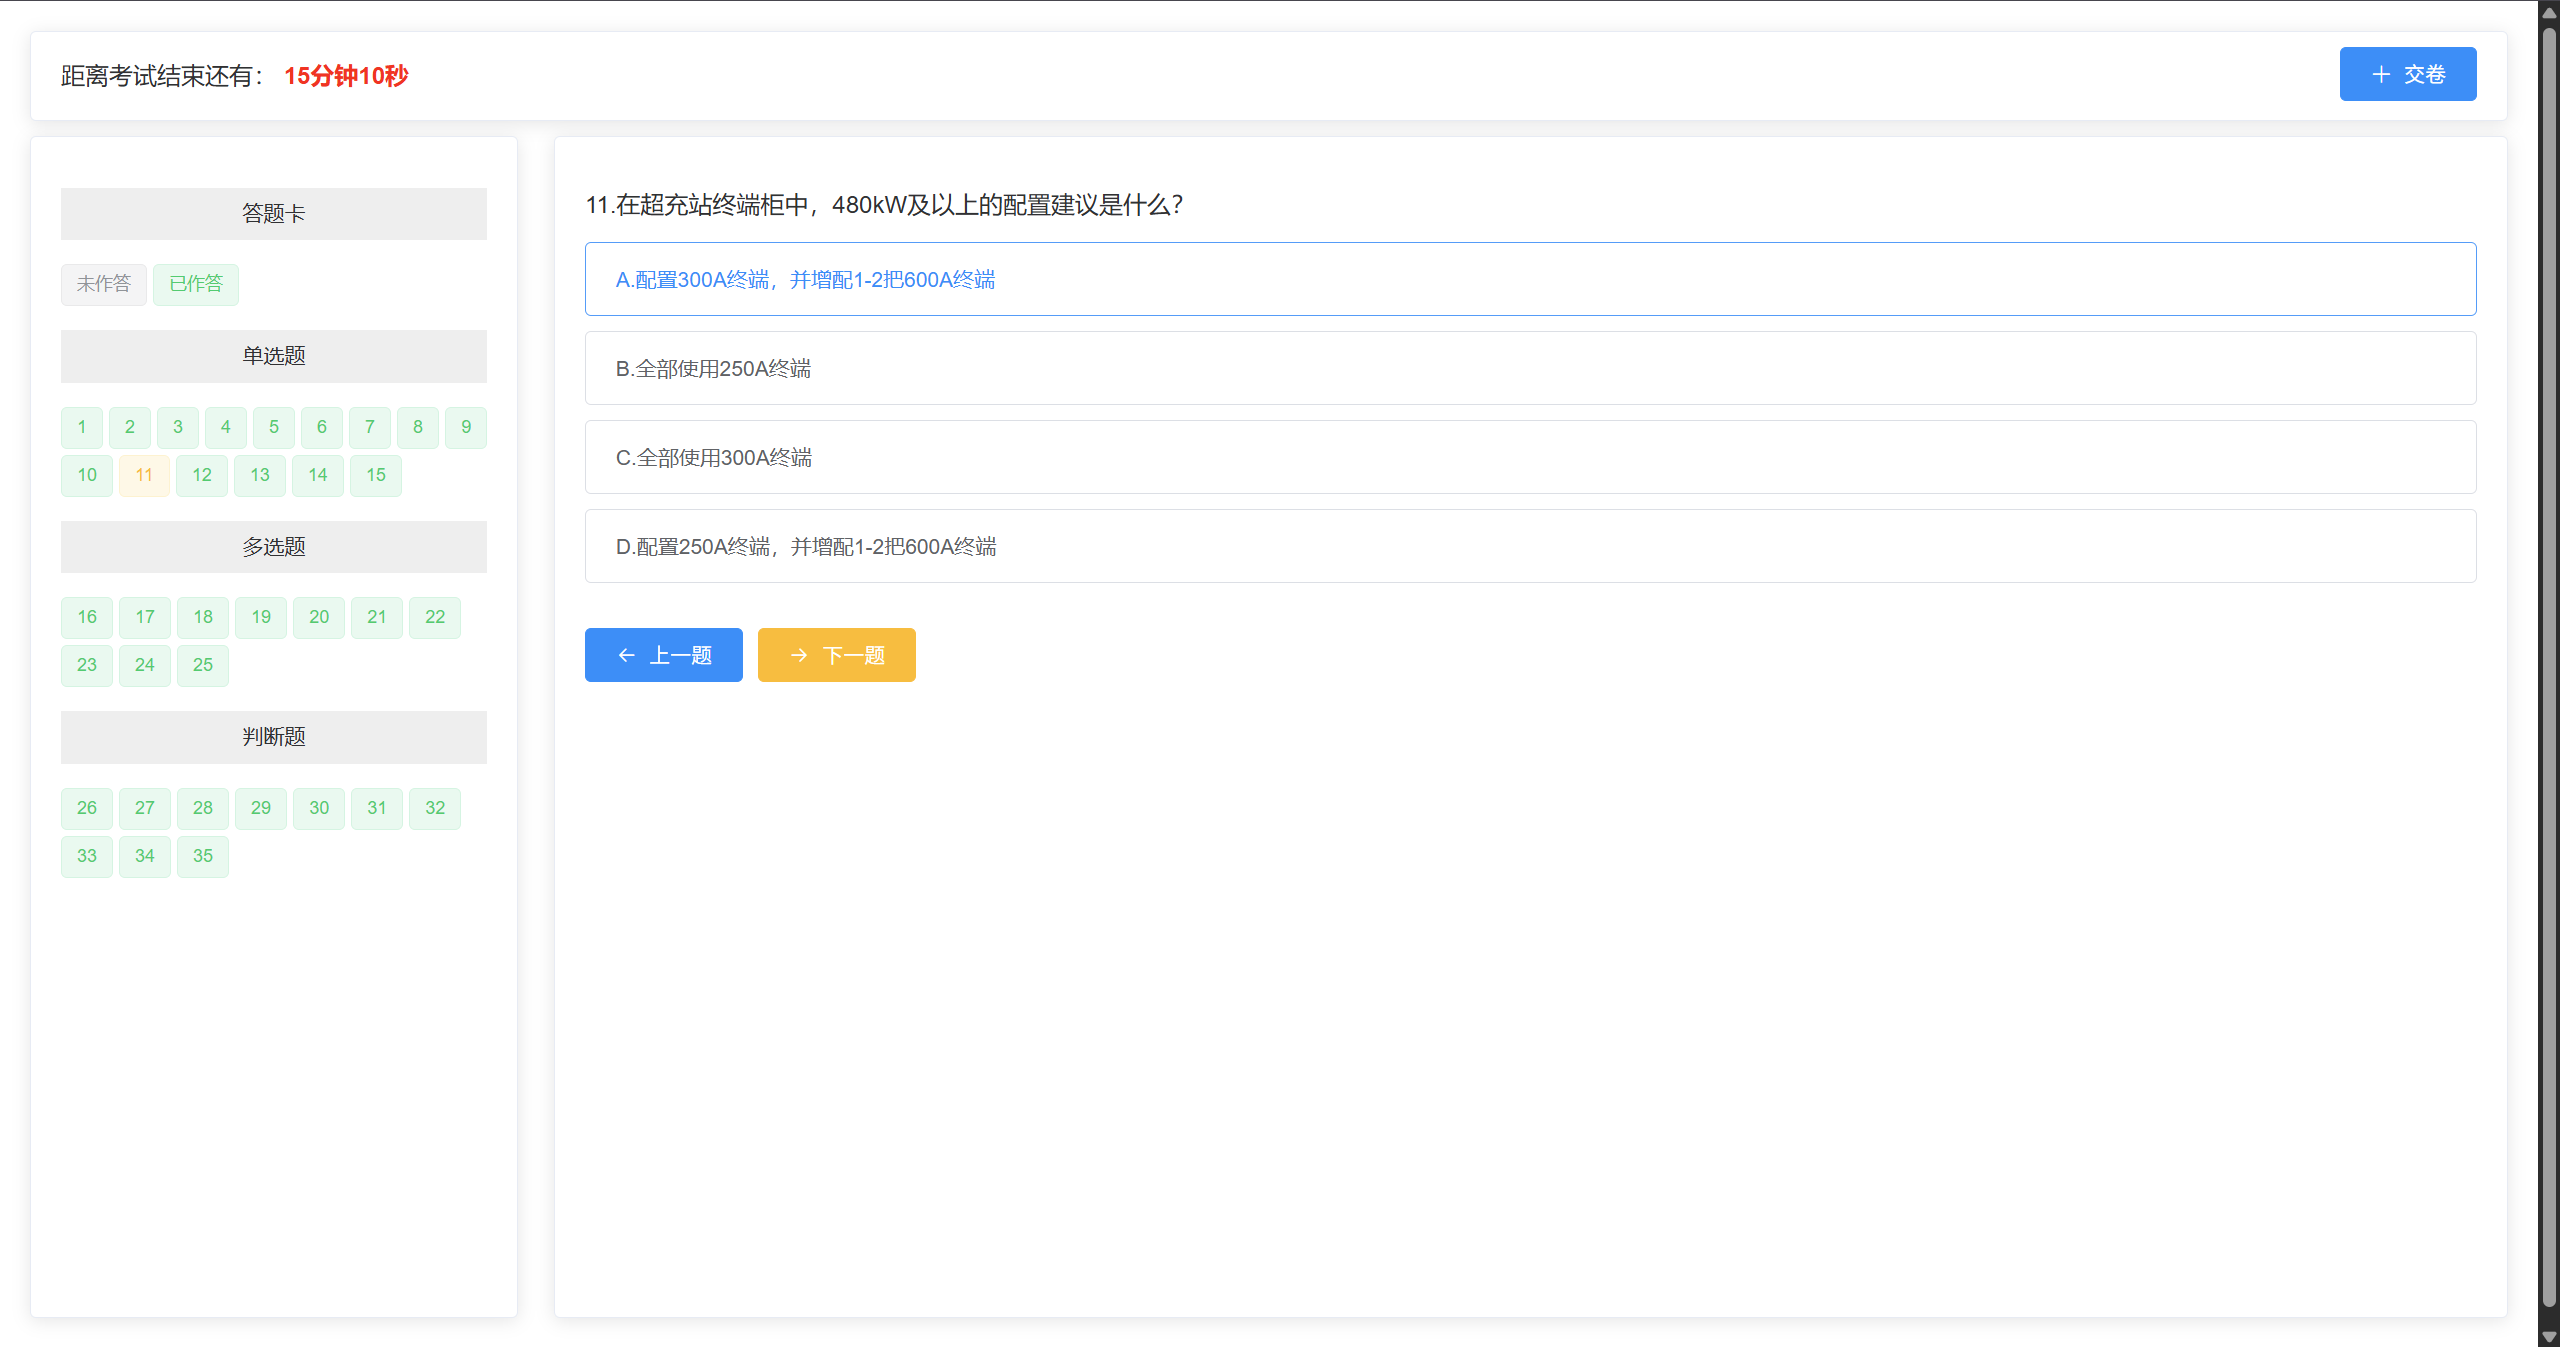 距离考试结束还有： 15分钟10秒
交卷
答题卡
未作答 已作答
单选题
1 2 3 4 5 6 7 8 9
10 11 12 13 14 15
多选题
16 17 18 19 20 21 22
23 24 25
判断题
26 27 28 29 30 31 32
33 34 35
11.在超充站终端柜中，480kW及以上的配置建议是什么?
A.配置300A终端，并增配1-2把600A终端
B.全部使用250A终端
C.全部使用300A终端
D.配置250A终端，并增配1-2把600A终端
上一题 下一题